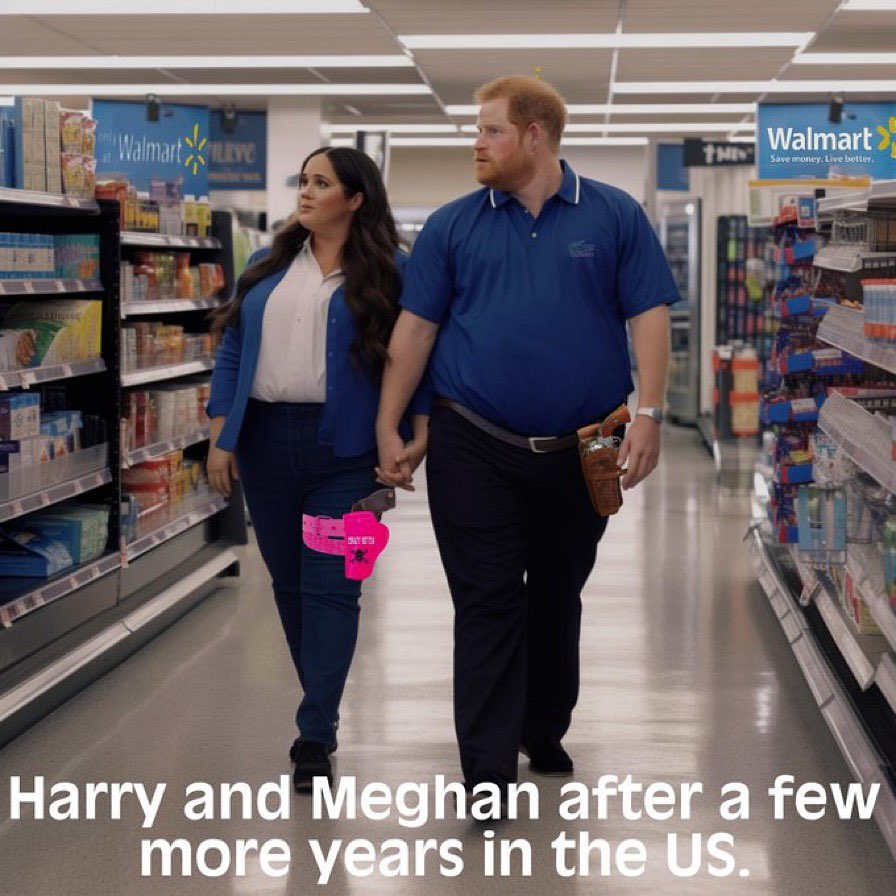 Walmart
Walmart
Save money. Live better.
Harry and Meghan after a few
more years in the US.